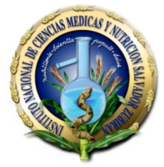 INSTITUTO NACIONAL DE CIENCIAS MEDICAS Y NUTRICION SALVADOR ZUBIRAN